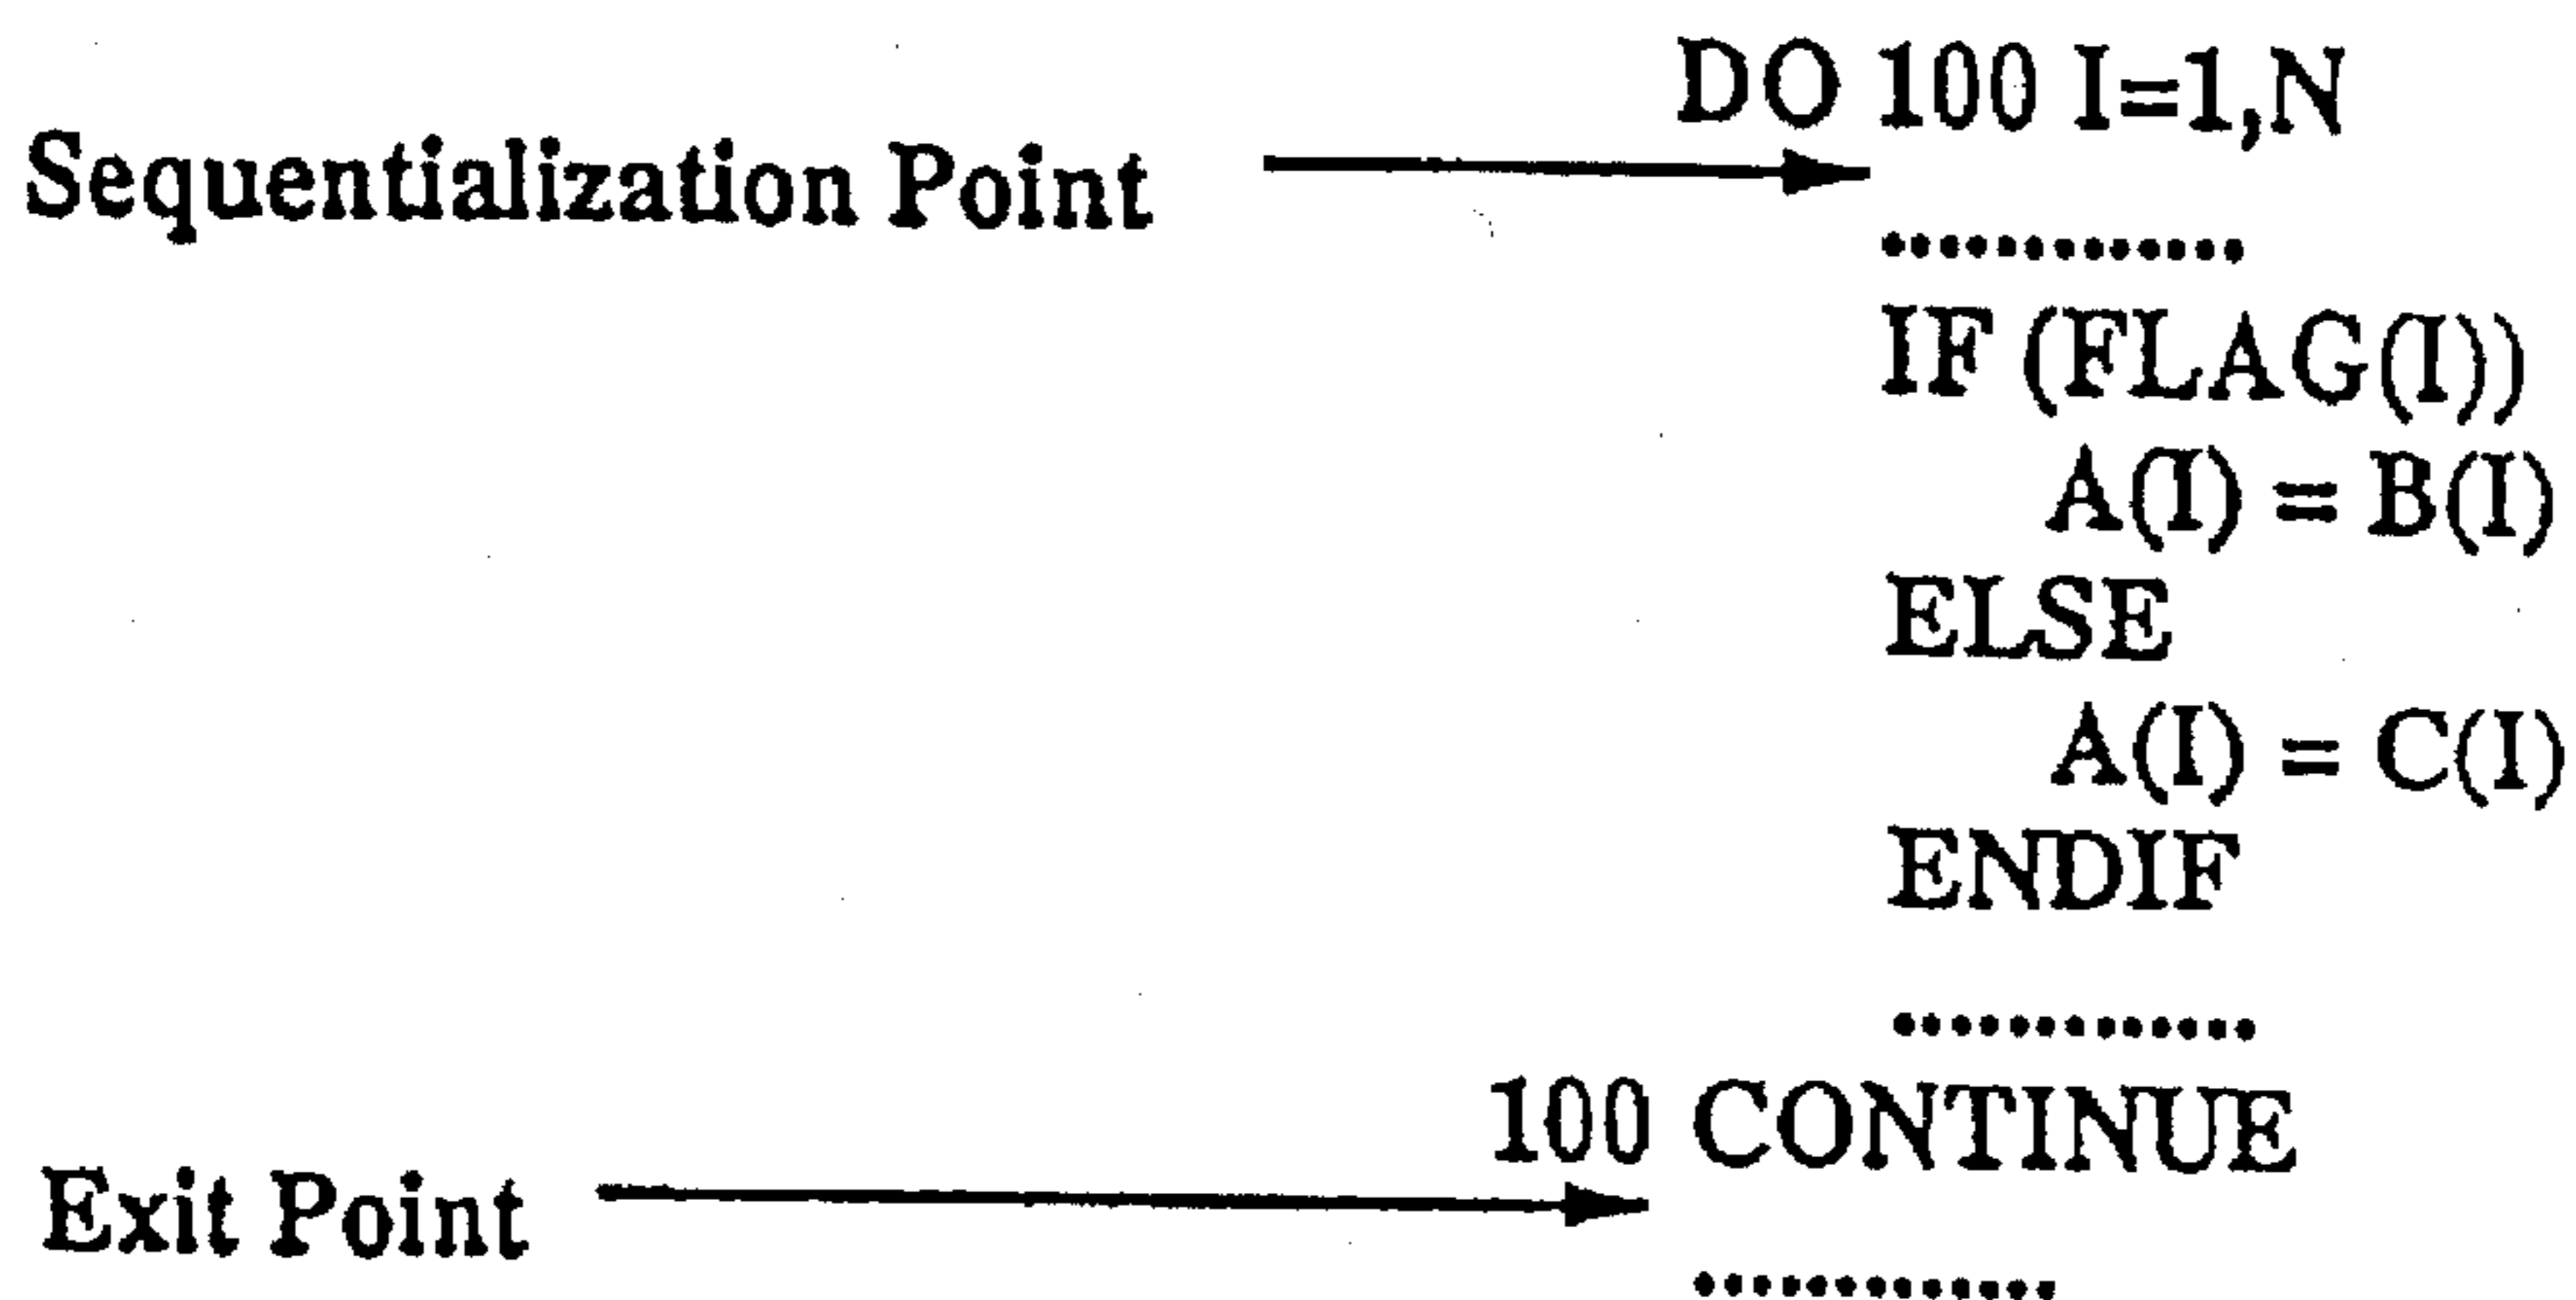 DO 100 I=1,N
Sequentialization Point
............
IF (FLAG(I))
A(I) = B(I)
ELSE
A(I) = C(I)
ENDIF
.............
100 CONTINUE
Exit Point
.............